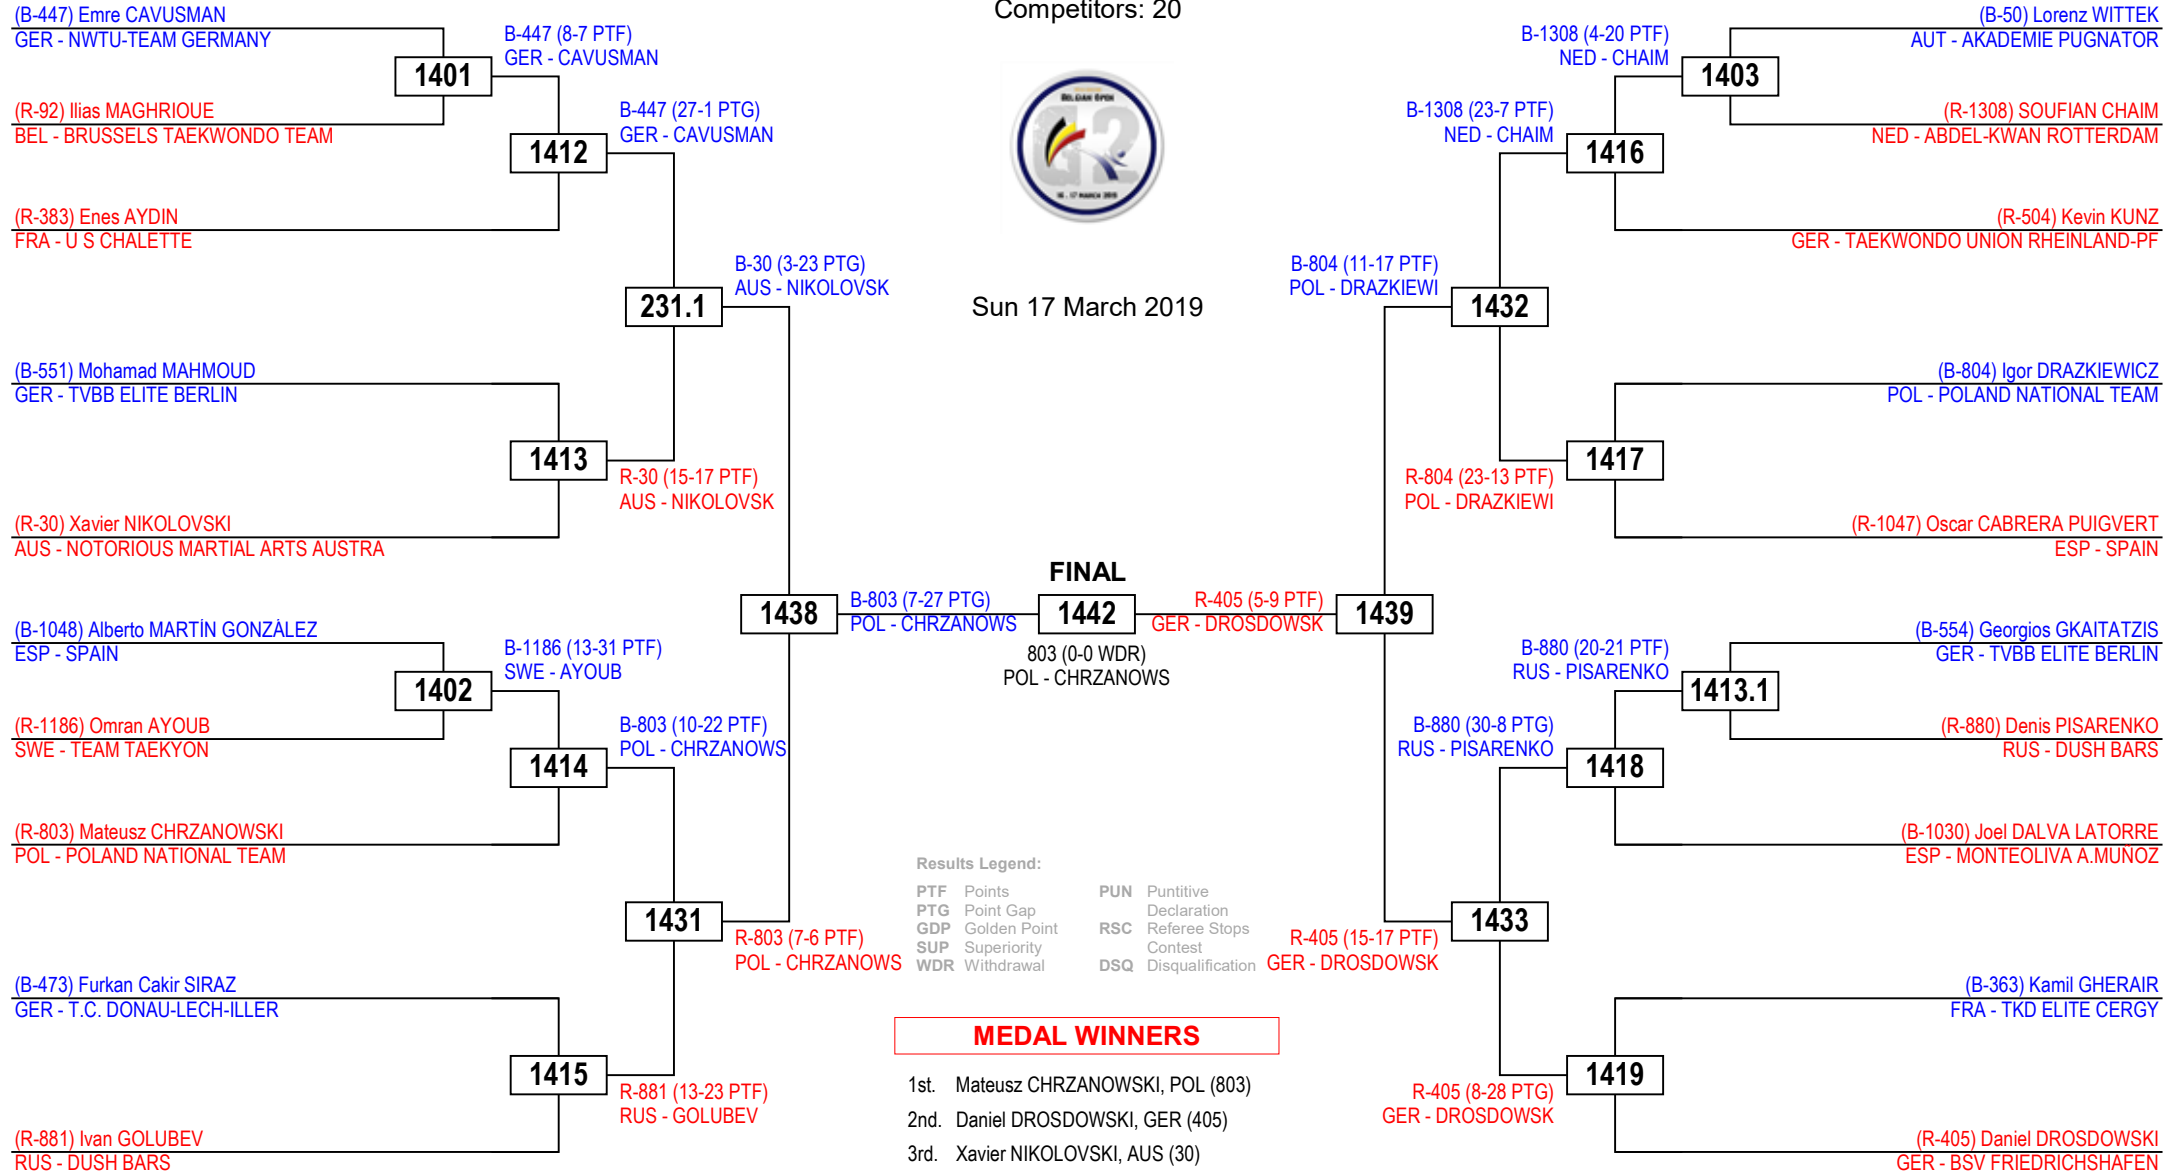 Competitors: 20
BELGIAN OPEN
G2
16 - 17 MARCH 2019
Sun 17 March 2019
(B-447) Emre CAVUSMAN
GER - NWTU-TEAM GERMANY
1401
(R-92) Ilias MAGHRIOUE
BEL - BRUSSELS TAEKWONDO TEAM
B-447 (8-7 PTF)
GER - CAVUSMAN
1412
B-447 (27-1 PTG)
GER - CAVUSMAN
(R-383) Enes AYDIN
FRA - U S CHALETTE
231.1
B-30 (3-23 PTG)
AUS - NIKOLOVSK
(B-551) Mohamad MAHMOUD
GER - TVBB ELITE BERLIN
1413
R-30 (15-17 PTF)
AUS - NIKOLOVSK
(R-30) Xavier NIKOLOVSKI
AUS - NOTORIOUS MARTIAL ARTS AUSTRA
1438
B-803 (7-27 PTG)
POL - CHRZANOWS
(B-1048) Alberto MARTÍN GONZÁLEZ
ESP - SPAIN
1402
B-1186 (13-31 PTF)
SWE - AYOUB
(R-1186) Omran AYOUB
SWE - TEAM TAEKYON
1414
B-803 (10-22 PTF)
POL - CHRZANOWS
(R-803) Mateusz CHRZANOWSKI
POL - POLAND NATIONAL TEAM
1431
R-803 (7-6 PTF)
POL - CHRZANOWS
(B-473) Furkan Cakir SIRAZ
GER - T.C. DONAU-LECH-ILLER
1415
R-881 (13-23 PTF)
RUS - GOLUBEV
(R-881) Ivan GOLUBEV
RUS - DUSH BARS
FINAL
1442
803 (0-0 WDR)
POL - CHRZANOWS
(B-50) Lorenz WITTEK
AUT - AKADEMIE PUGNATOR
B-1308 (4-20 PTF)
NED - CHAIM
1403
(R-1308) SOUFIAN CHAIM
NED - ABDEL-KWAN ROTTERDAM
B-1308 (23-7 PTF)
NED - CHAIM
1416
(R-504) Kevin KUNZ
GER - TAEKWONDO UNION RHEINLAND-PF
B-804 (11-17 PTF)
POL - DRAZKIEWI
1432
(B-804) Igor DRAZKIEWICZ
POL - POLAND NATIONAL TEAM
1417
R-804 (23-13 PTF)
POL - DRAZKIEWI
(R-1047) Oscar CABRERA PUIGVERT
ESP - SPAIN
R-405 (5-9 PTF)
GER - DROSDOWSK
1439
(B-554) Georgios GKAITATZIS
GER - TVBB ELITE BERLIN
B-880 (20-21 PTF)
RUS - PISARENKO
1413.1
(R-880) Denis PISARENKO
RUS - DUSH BARS
B-880 (30-8 PTG)
RUS - PISARENKO
1418
(B-1030) Joel DALVA LATORRE
ESP - MONTEOLIVA A.MUÑOZ
1433
R-405 (15-17 PTF)
GER - DROSDOWSK
(B-363) Kamil GHERAIR
FRA - TKD ELITE CERGY
1419
R-405 (8-28 PTG)
GER - DROSDOWSK
(R-405) Daniel DROSDOWSKI
GER - BSV FRIEDRICHSHAFEN
Results Legend:
PTF Points
PTG Point Gap
GDP Golden Point
SUP Superiority
WDR Withdrawal
PUN Puntitive
Declaration
RSC Referee Stops
Contest
DSQ Disqualification
MEDAL WINNERS
1st. Mateusz CHRZANOWSKI, POL (803)
2nd. Daniel DROSDOWSKI, GER (405)
3rd. Xavier NIKOLOVSKI, AUS (30)